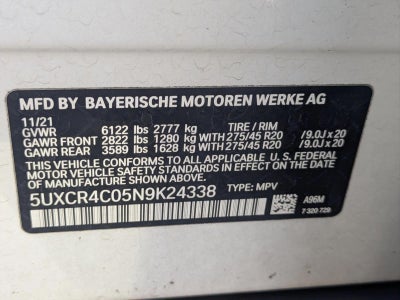 MFD BY BAYERISCHE MOTOREN WERKE AG
11/21
GVWR 6122 lbs 2777 kg TIRE / RIM
GAWR FRONT 2822 lbs 1280 kg WITH 275/45 R20 /9.0J x 20
GAWR REAR 3589 lbs 1628 kg WITH 275/45 R20 /9.0J x 20
THIS VEHICLE CONFORMS TO ALL APPLICABLE U.S. FEDERAL
MOTOR VEHICLE SAFETY STANDARDS IN EFFECT ON THE
DATE OF MANUFACTURE SHOWN ABOVE.
5UXCR4C05N9K24338 TYPE: MPV A96M
7 320 729